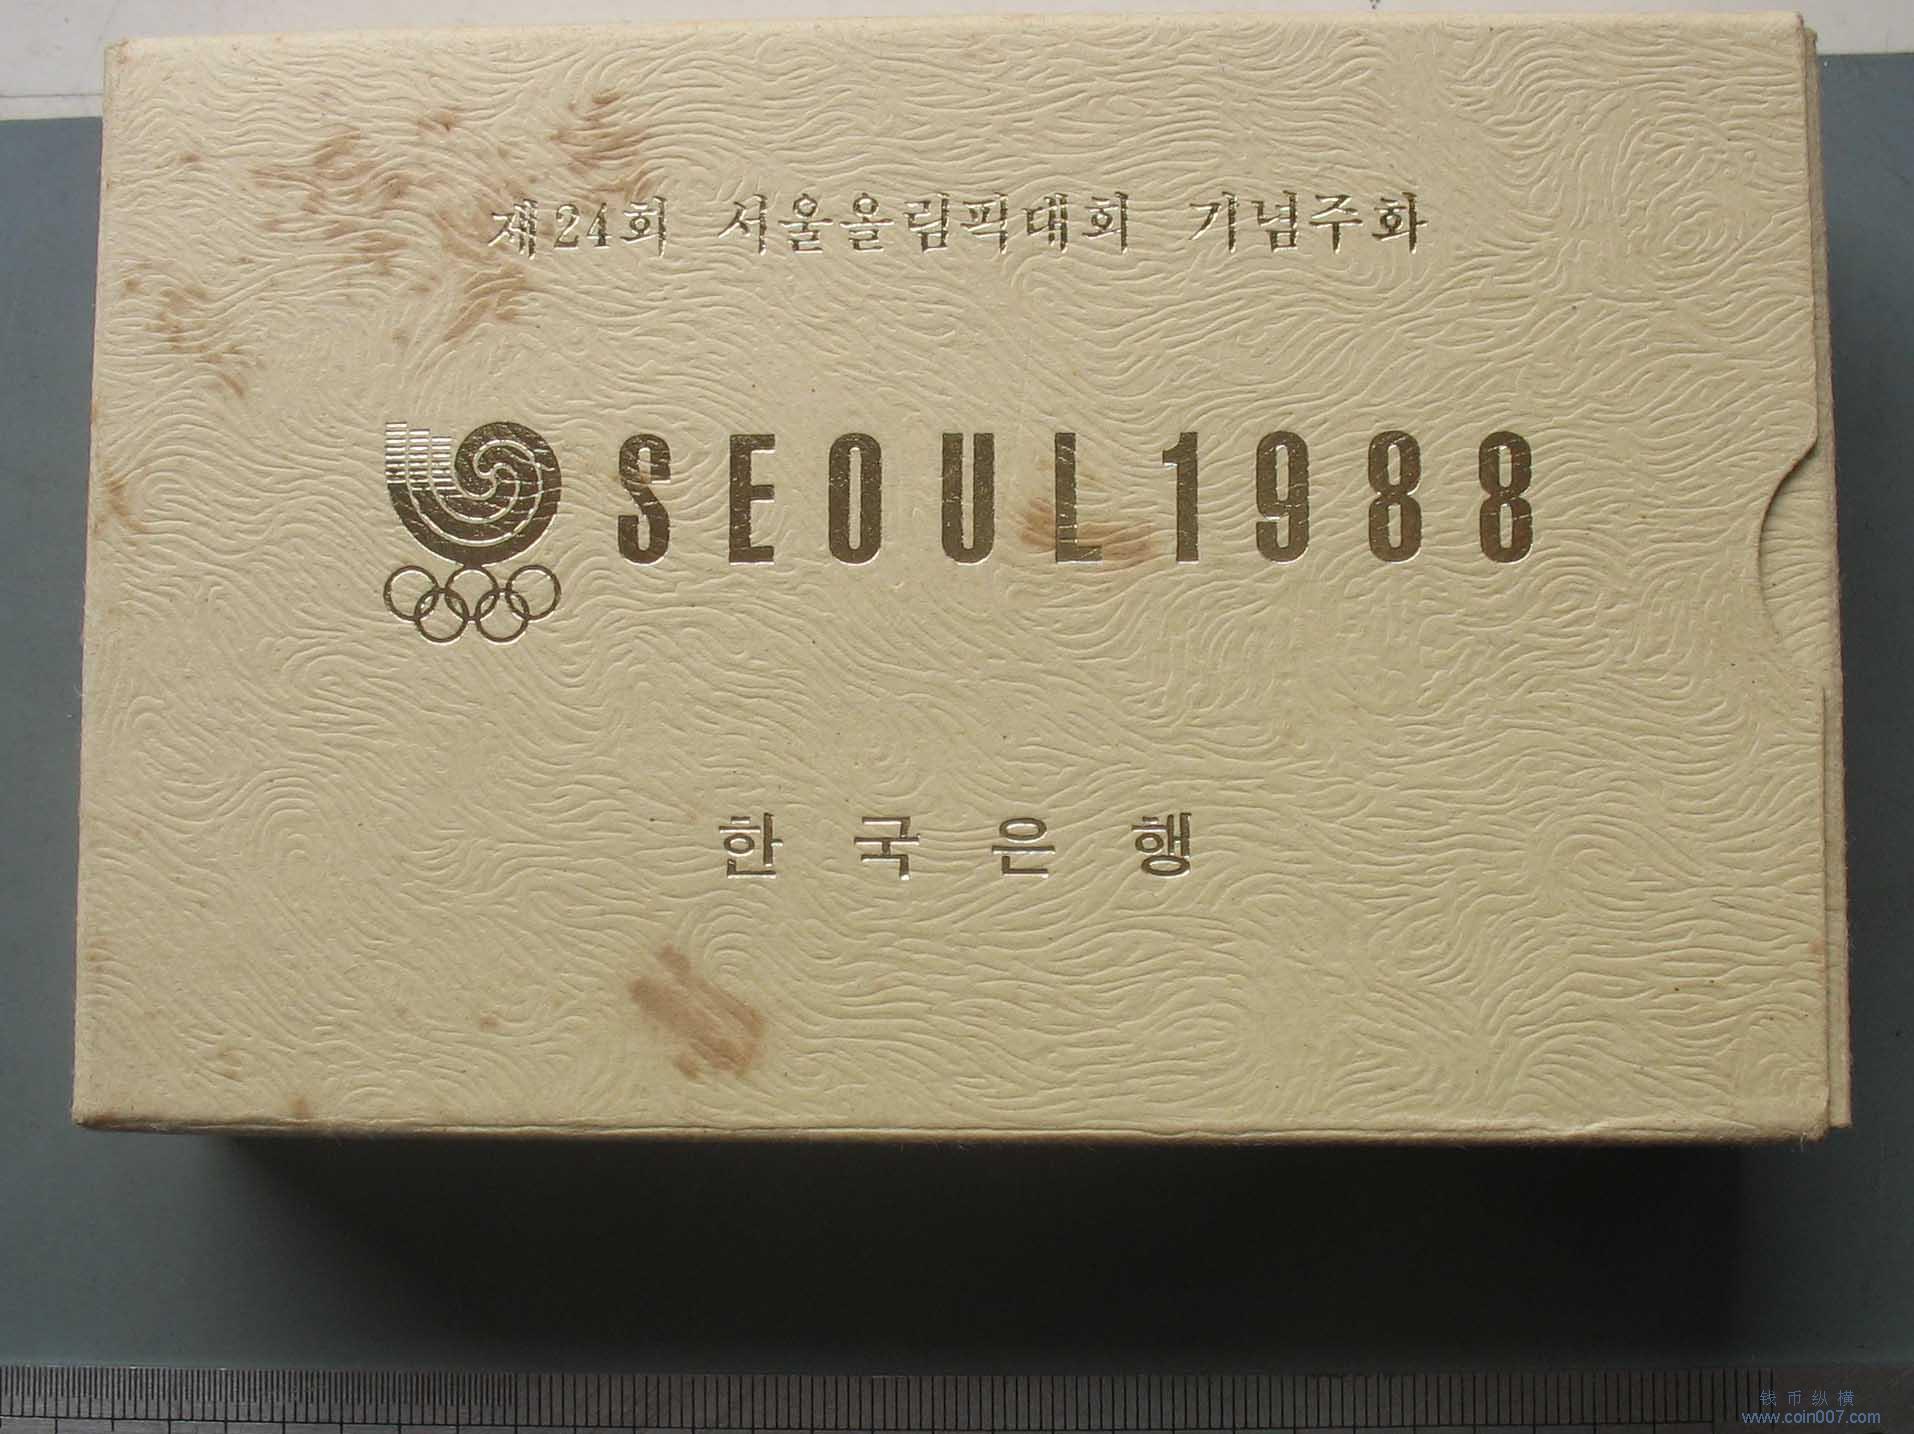 제24회 서울올림픽대회 기념주화
SEOUL1988
한국은행
钱币纵横
www.coin007.com